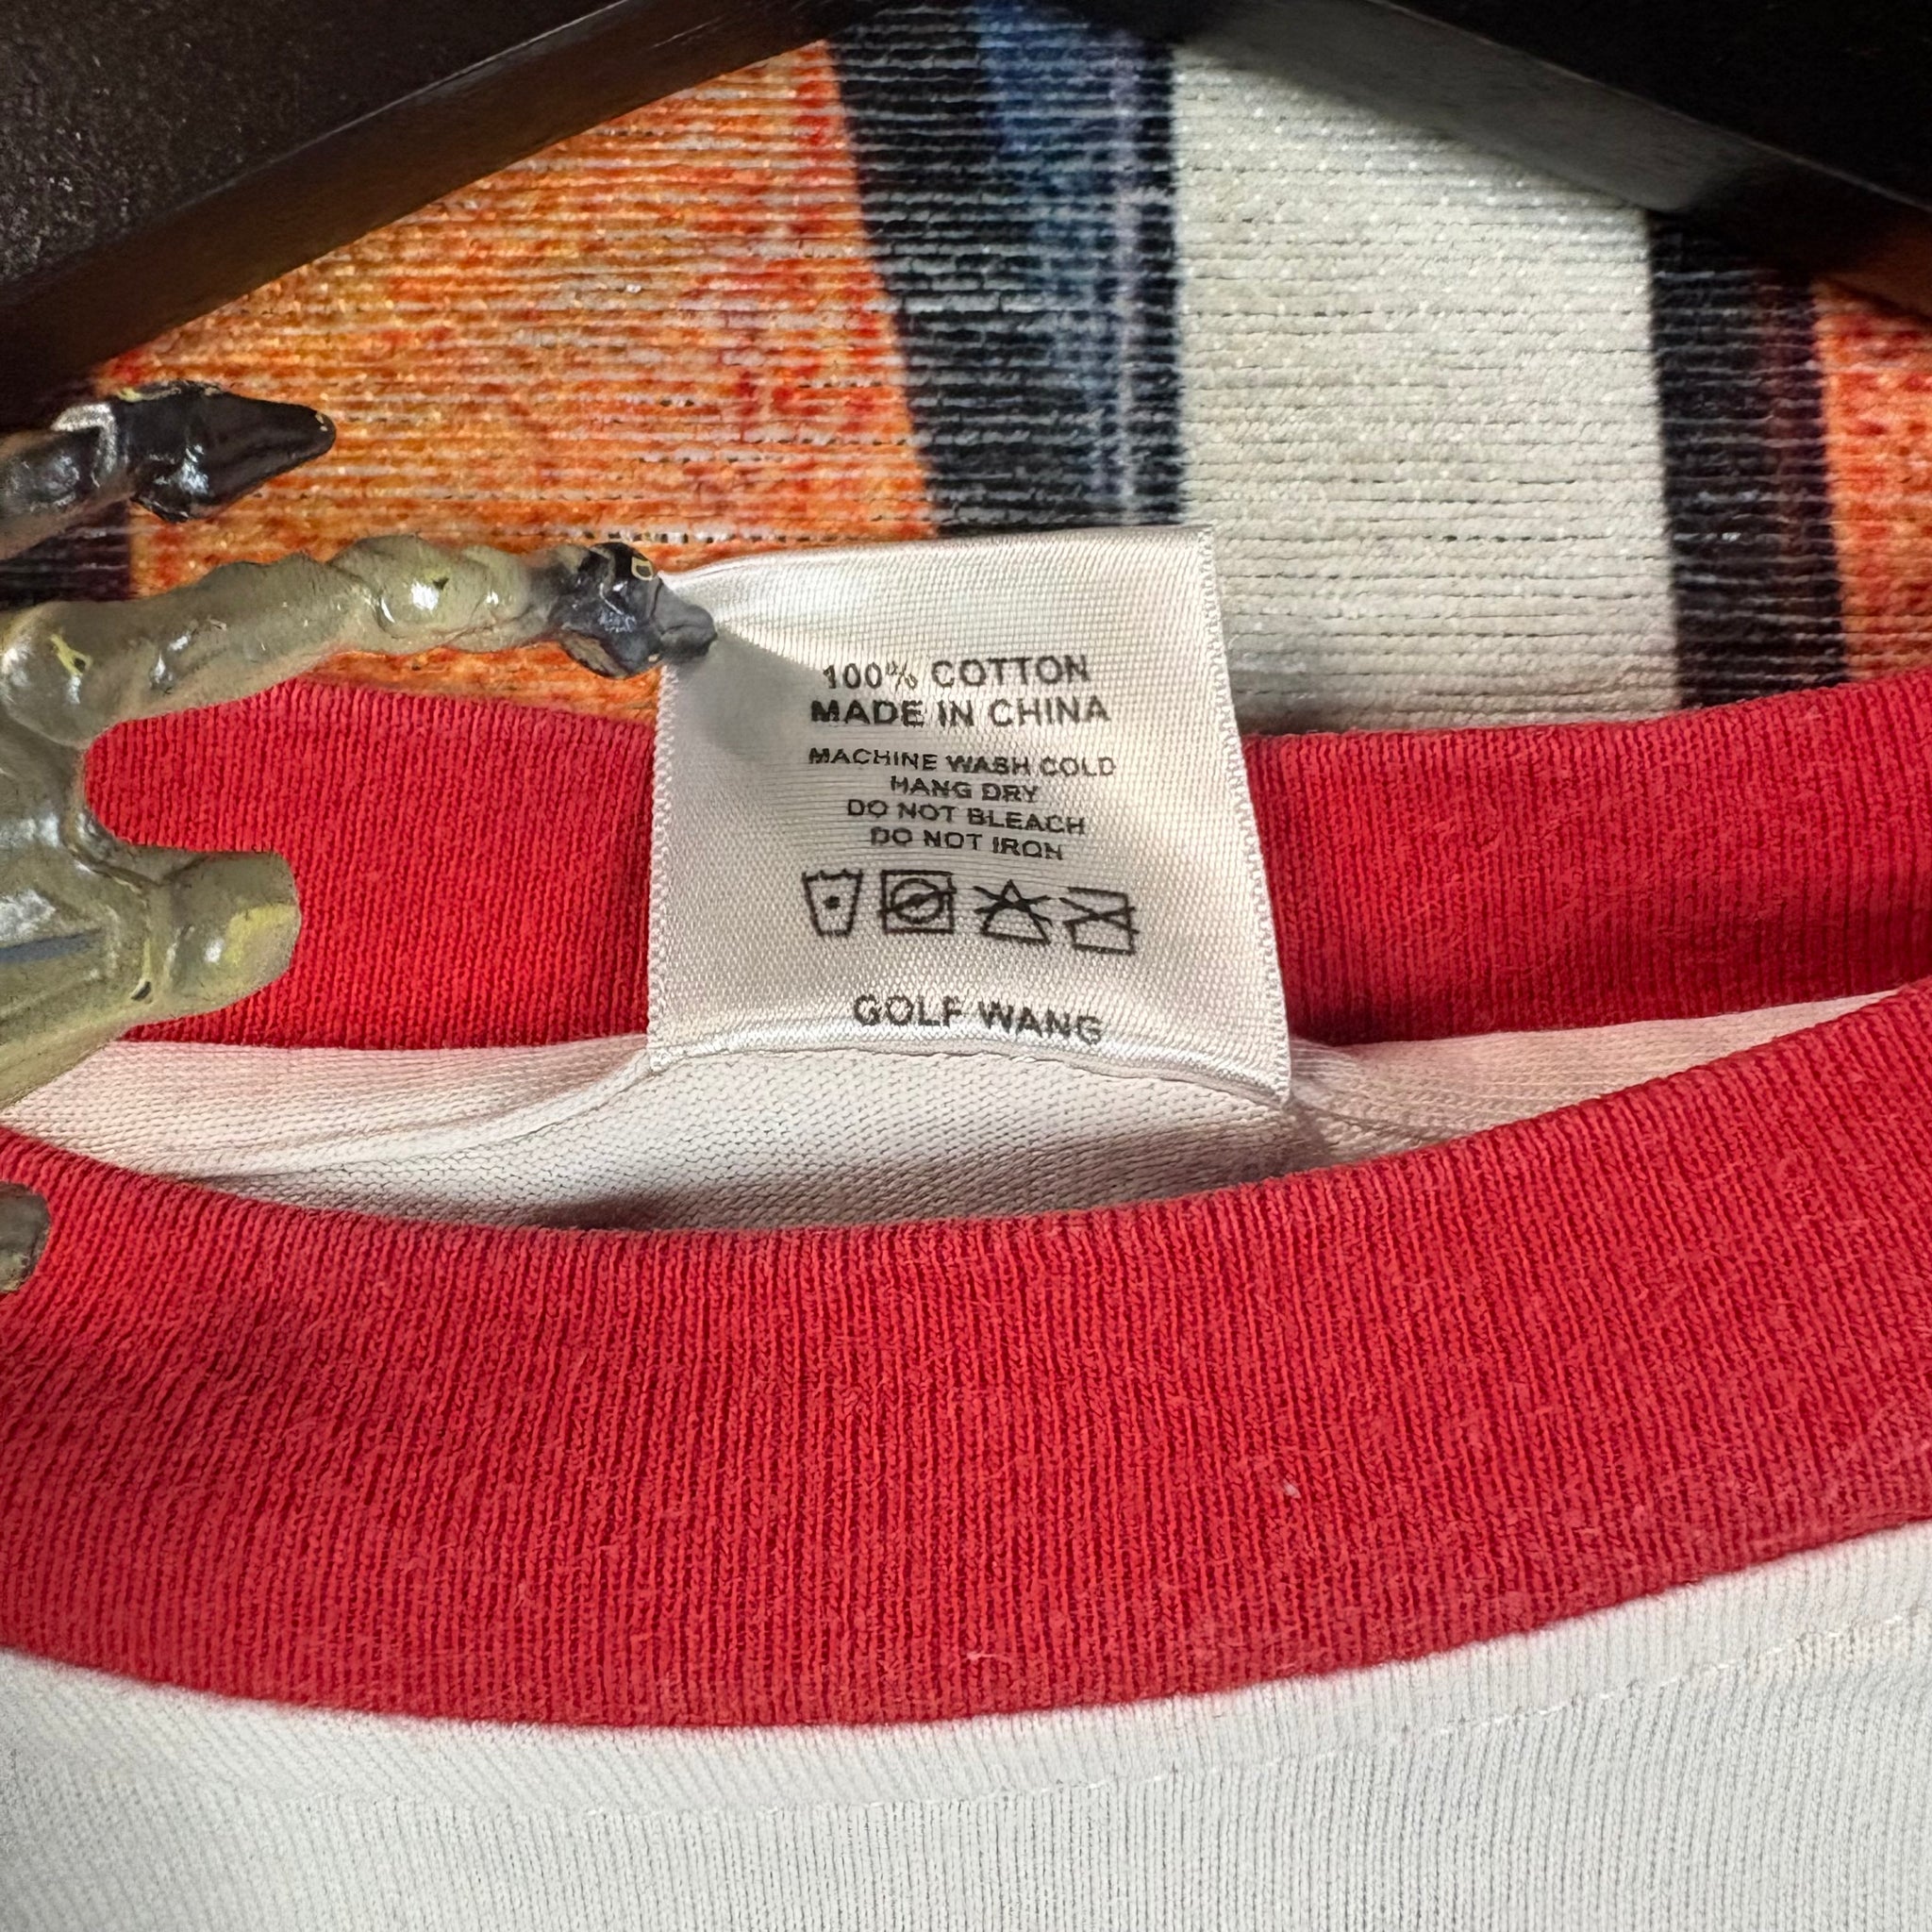 100% COTTON
MADE IN CHINA
MACHINE WASH COLD
HANG DRY
DO NOT BLEACH
DO NOT IRON
GOLF WANG